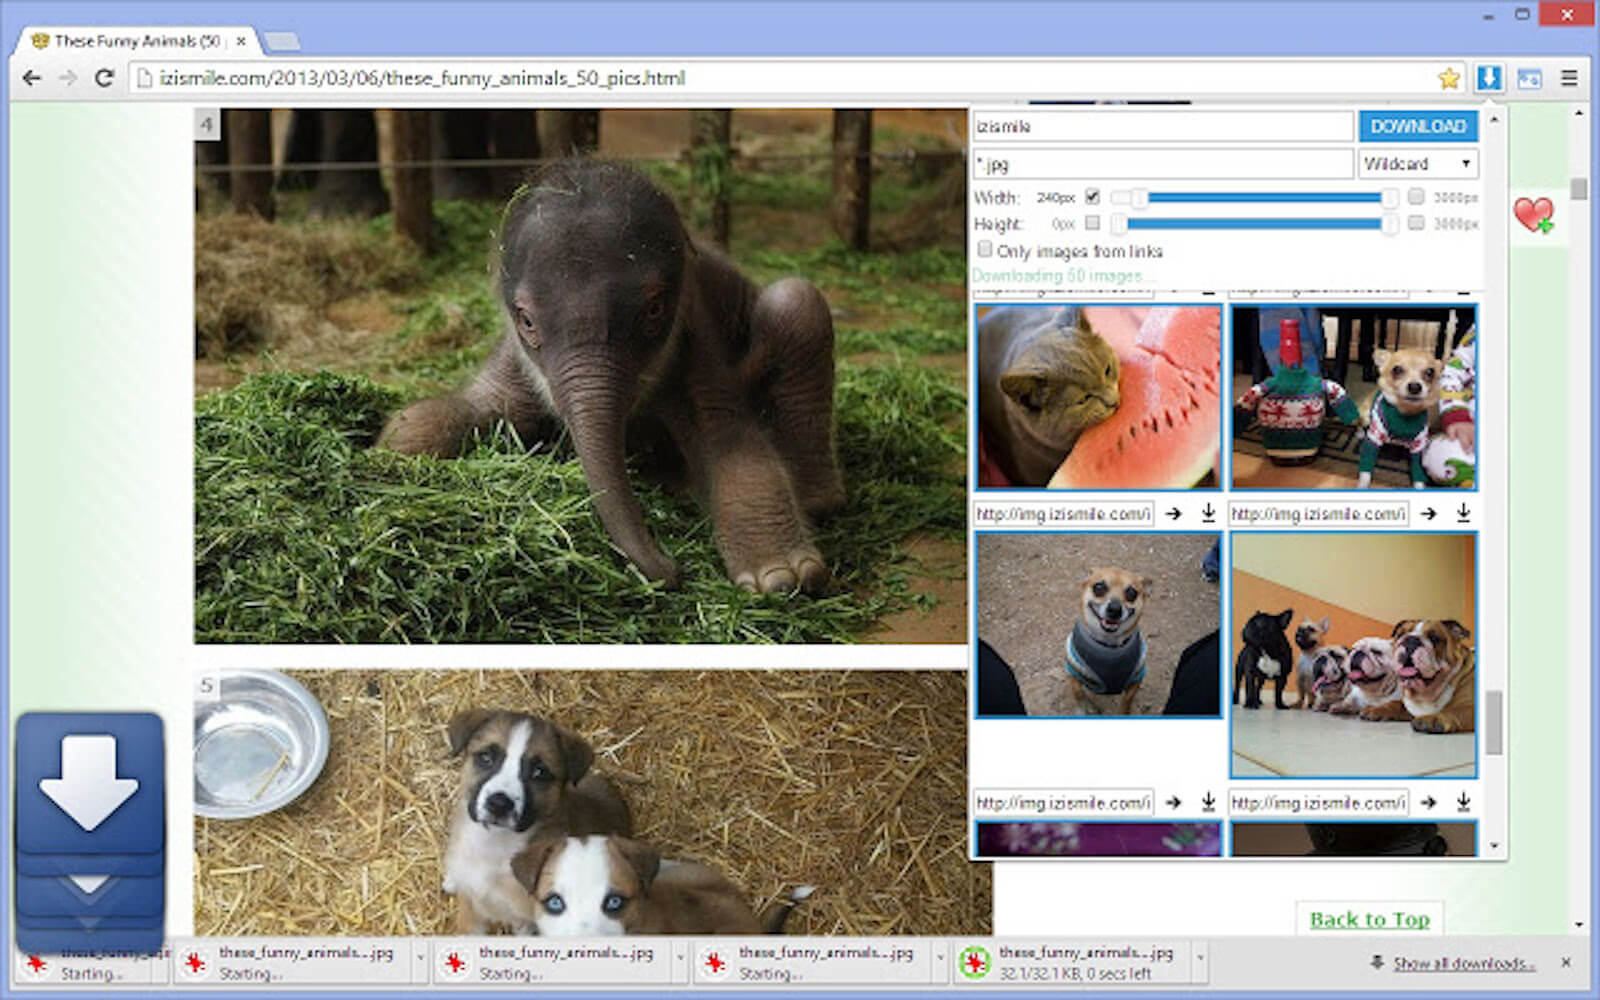 These Funny Animals (50
izismile.com/2013/03/06/these_funny_animals_50_pics.html
4
izismile
DOWNLOAD
*.jpg
Wildcard
Width: 240px 3000px
Height: 0px 3000px
Only images from links
Downloading 50 images...
http://img.izismile.com/i
http://img.izismile.com/i
5
http://img.izismile.com/i
http://img.izismile.com/i
Back to Top
these_funny
Starting...
these_funny_animals....jpg
Starting...
these_funny_animals....jpg
Starting...
these_funny_animals....jpg
Starting...
these_funny_animals....jpg
32.1/32.1 KB, 0 secs left
Show all downloads...